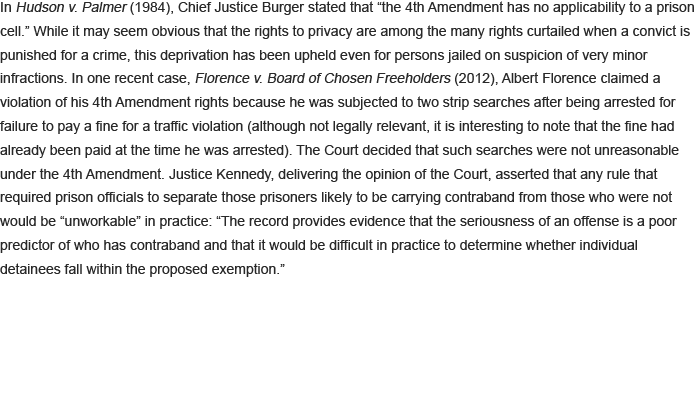 In Hudson v. Palmer (1984), Chief Justice Burger stated that “the 4th Amendment has no applicability to a prison
cell.” While it may seem obvious that the rights to privacy are among the many rights curtailed when a convict is
punished for a crime, this deprivation has been upheld even for persons jailed on suspicion of very minor
infractions. In one recent case, Florence v. Board of Chosen Freeholders (2012), Albert Florence claimed a
violation of his 4th Amendment rights because he was subjected to two strip searches after being arrested for
failure to pay a fine for a traffic violation (although not legally relevant, it is interesting to note that the fine had
already been paid at the time he was arrested). The Court decided that such searches were not unreasonable
under the 4th Amendment. Justice Kennedy, delivering the opinion of the Court, asserted that any rule that
required prison officials to separate those prisoners likely to be carrying contraband from those who were not
would be “unworkable” in practice: “The record provides evidence that the seriousness of an offense is a poor
predictor of who has contraband and that it would be difficult in practice to determine whether individual
detainees fall within the proposed exemption.”